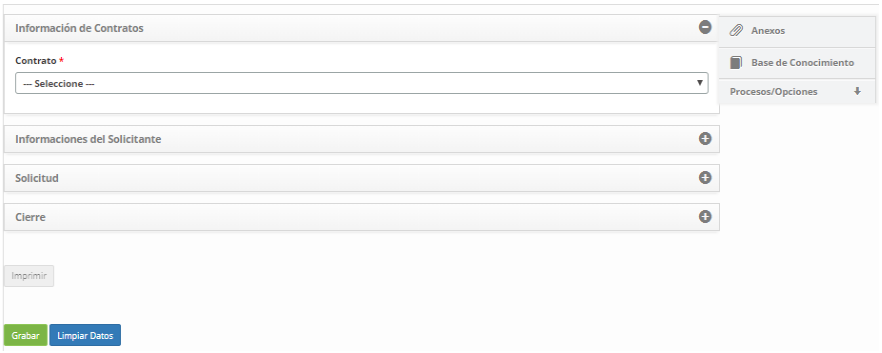 Información de Contratos
Contrato *
--- Seleccione ---
Informaciones del Solicitante
Solicitud
Cierre
Imprimir
Grabar
Limpiar Datos
Anexos
Base de Conocimiento
Procesos/Opciones